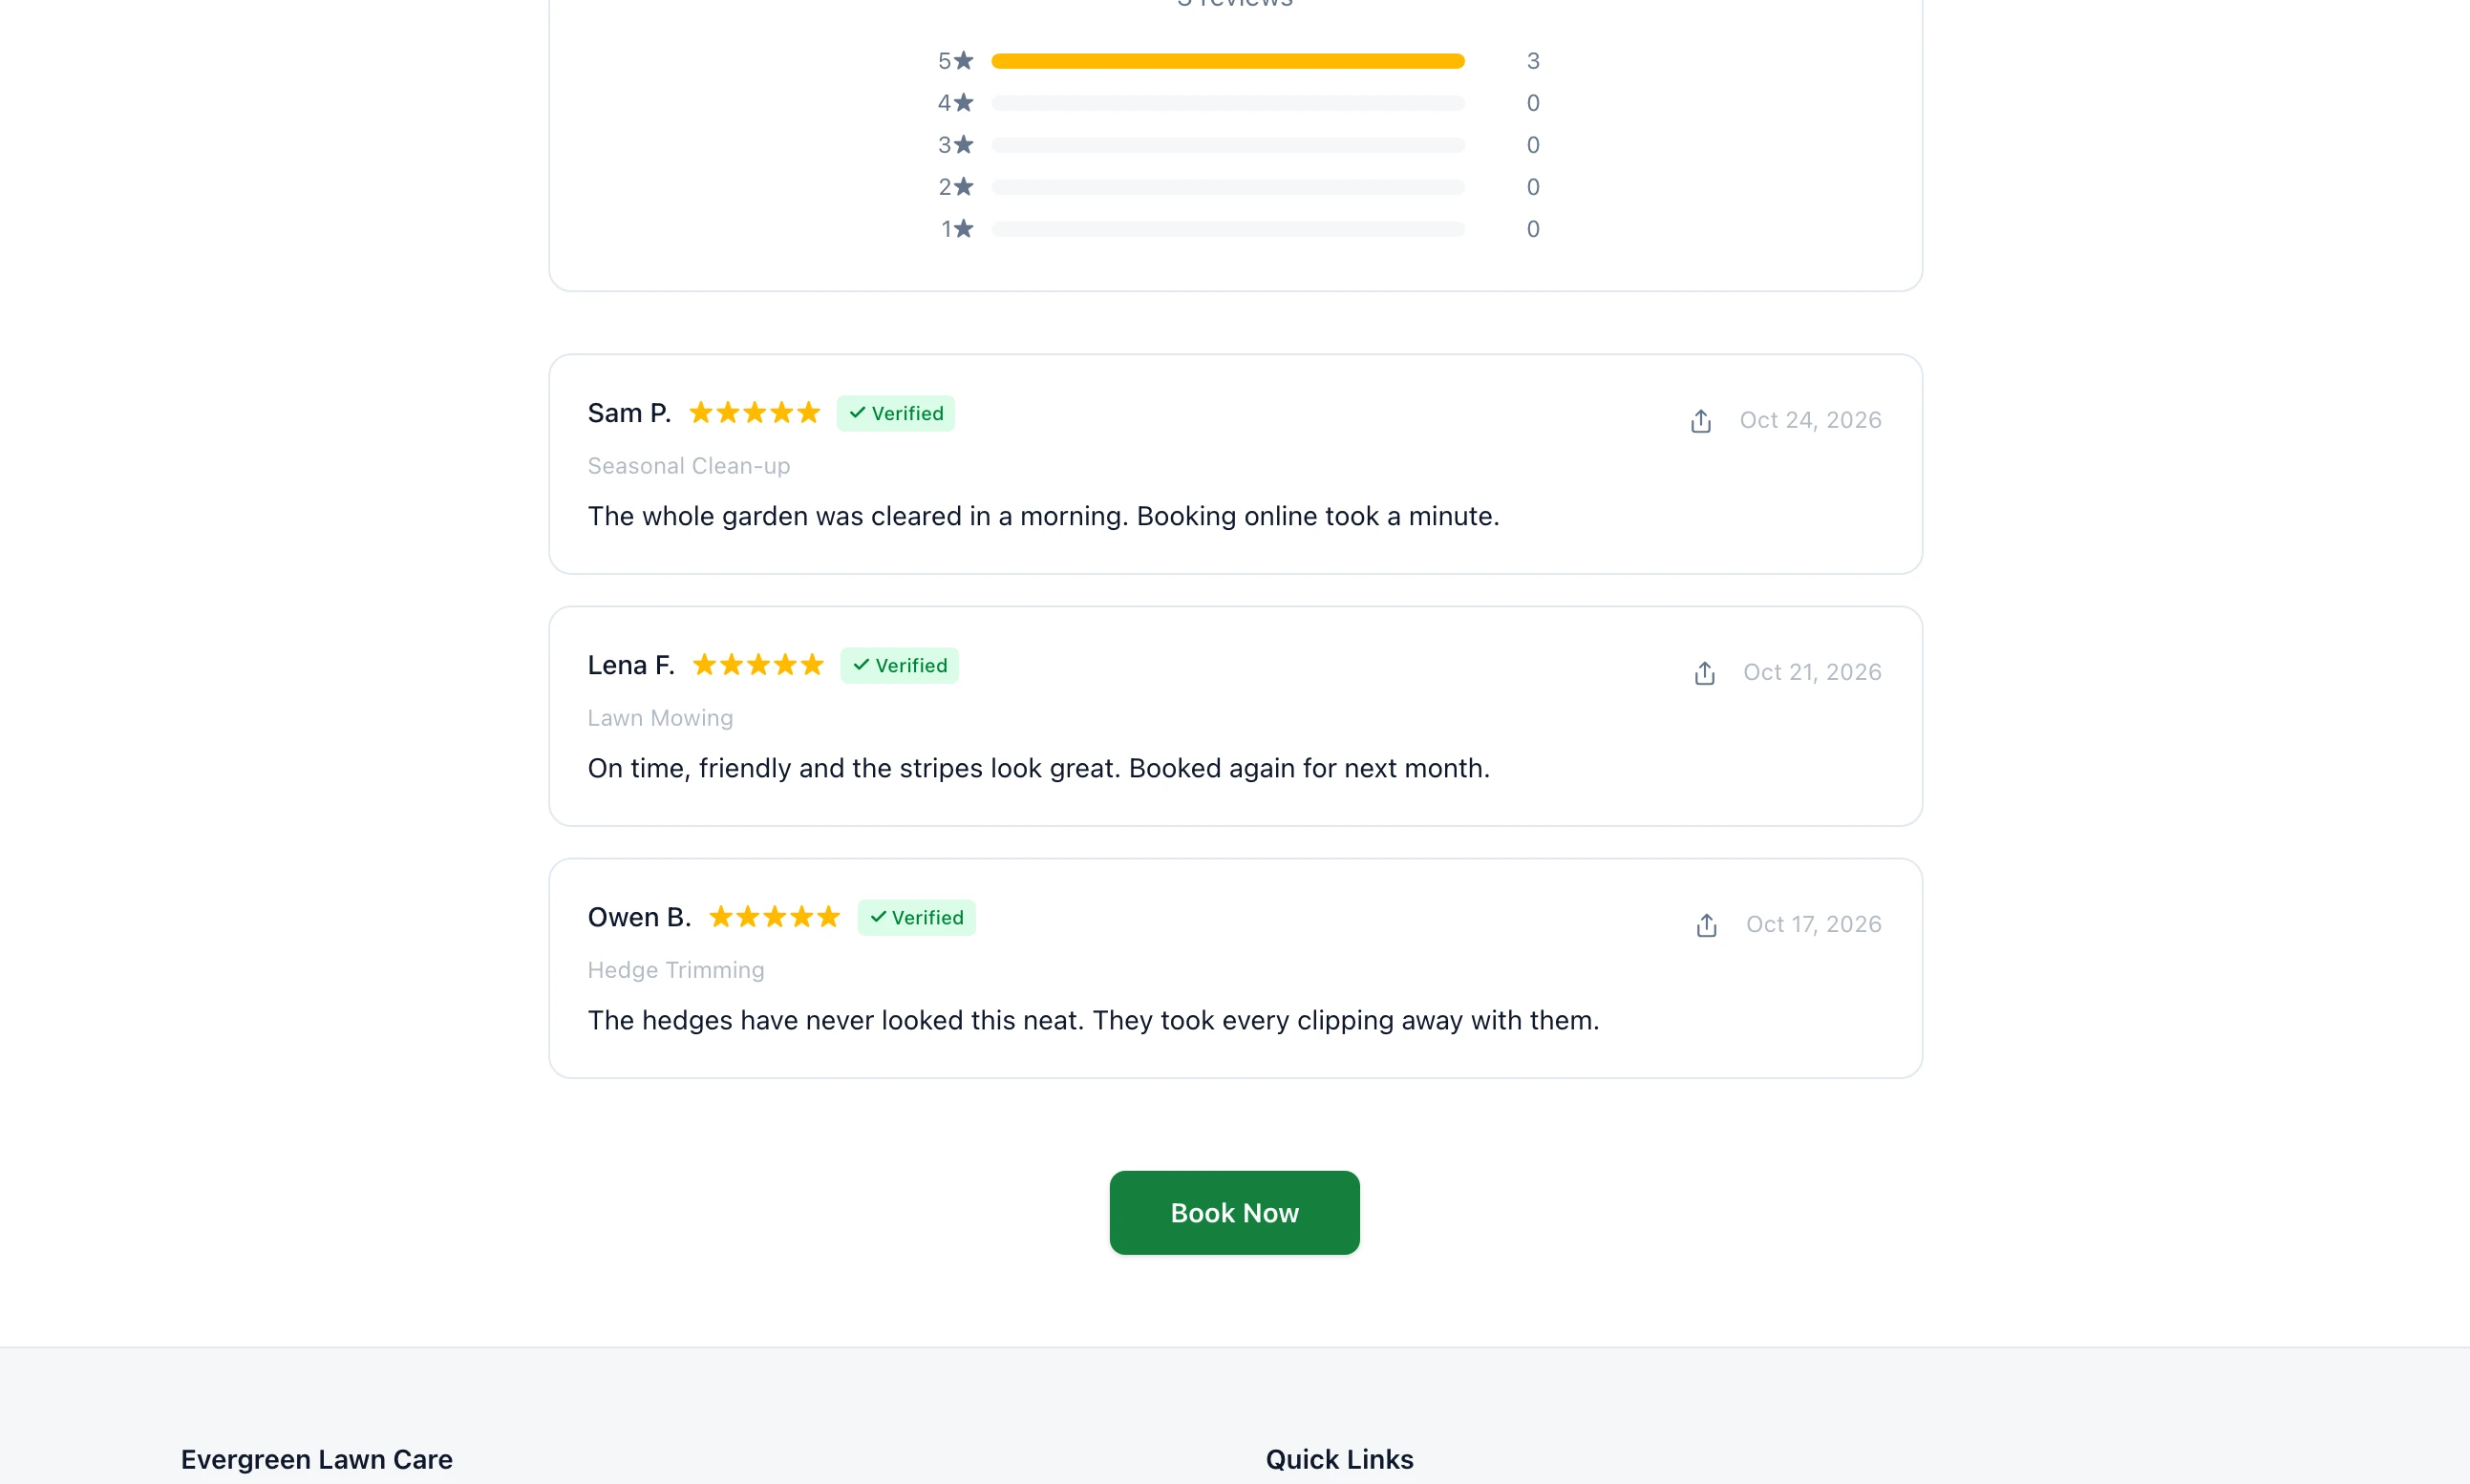 3 reviews
5★ 3
4★ 0
3★ 0
2★ 0
1★ 0
Sam P. ★★★★★ ✓ Verified Oct 24, 2026
Seasonal Clean-up
The whole garden was cleared in a morning. Booking online took a minute.
Lena F. ★★★★★ ✓ Verified Oct 21, 2026
Lawn Mowing
On time, friendly and the stripes look great. Booked again for next month.
Owen B. ★★★★★ ✓ Verified Oct 17, 2026
Hedge Trimming
The hedges have never looked this neat. They took every clipping away with them.
Book Now
Evergreen Lawn Care Quick Links